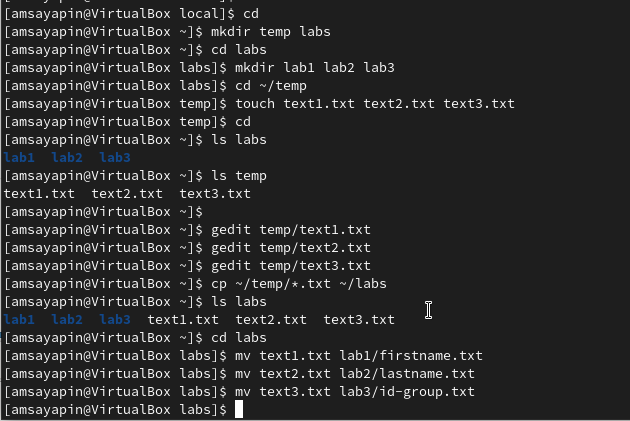 [amsayapin@VirtualBox local]$ cd
[amsayapin@VirtualBox ~]$ mkdir temp labs
[amsayapin@VirtualBox ~]$ cd labs
[amsayapin@VirtualBox labs]$ mkdir lab1 lab2 lab3
[amsayapin@VirtualBox labs]$ cd ~/temp
[amsayapin@VirtualBox temp]$ touch text1.txt text2.txt text3.txt
[amsayapin@VirtualBox temp]$ cd
[amsayapin@VirtualBox ~]$ ls labs
lab1  lab2  lab3
[amsayapin@VirtualBox ~]$ ls temp
text1.txt  text2.txt  text3.txt
[amsayapin@VirtualBox ~]$
[amsayapin@VirtualBox ~]$ gedit temp/text1.txt
[amsayapin@VirtualBox ~]$ gedit temp/text2.txt
[amsayapin@VirtualBox ~]$ gedit temp/text3.txt
[amsayapin@VirtualBox ~]$ cp ~/temp/*.txt ~/labs
[amsayapin@VirtualBox ~]$ ls labs
lab1  lab2  lab3  text1.txt  text2.txt  text3.txt
[amsayapin@VirtualBox ~]$ cd labs
[amsayapin@VirtualBox labs]$ mv text1.txt lab1/firstname.txt
[amsayapin@VirtualBox labs]$ mv text2.txt lab2/lastname.txt
[amsayapin@VirtualBox labs]$ mv text3.txt lab3/id-group.txt
[amsayapin@VirtualBox labs]$